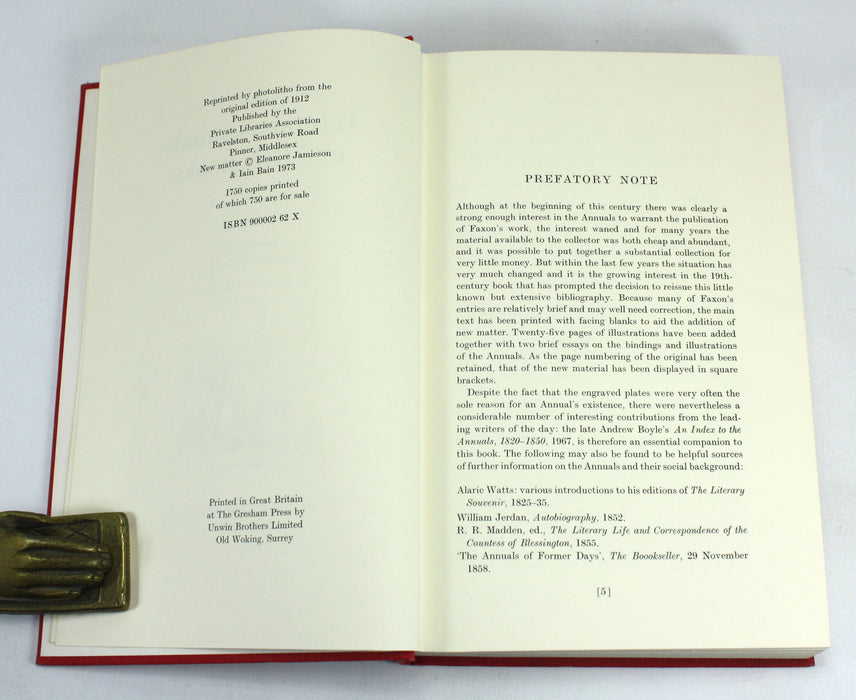 Reprinted by photolitho from the
original edition of 1912
Published by the
Private Libraries Association
Ravelston, Southview Road
Pinner, Middlesex
New matter © Eleanore Jamieson
& Iain Bain 1973
1750 copies printed
of which 750 are for sale
ISBN 900002 62 X
Printed in Great Britain
at The Gresham Press by
Unwin Brothers Limited
Old Woking, Surrey
PREFATORY NOTE
Although at the beginning of this century there was clearly a
strong enough interest in the Annuals to warrant the publication
of Faxon's work, the interest waned and for many years the
material available to the collector was both cheap and abundant,
and it was possible to put together a substantial collection for
very little money. But within the last few years the situation has
very much changed and it is the growing interest in the 19th-
century book that has prompted the decision to reissue this little
known but extensive bibliography. Because many of Faxon's
entries are relatively brief and may well need correction, the main
text has been printed with facing blanks to aid the addition of
new matter. Twenty-five pages of illustrations have been added
together with two brief essays on the bindings and illustrations
of the Annuals. As the page numbering of the original has been
retained, that of the new material has been displayed in square
brackets.
Despite the fact that the engraved plates were very often the
sole reason for an Annual's existence, there were nevertheless a
considerable number of interesting contributions from the lead-
ing writers of the day: the late Andrew Boyle's An Index to the
Annuals, 1820–1850, 1967, is therefore an essential companion to
this book. The following may also be found to be helpful sources
of further information on the Annuals and their social background:
Alaric Watts: various introductions to his editions of The Literary
Souvenir, 1825–35.
William Jerdan, Autobiography, 1852.
R. R. Madden, ed., The Literary Life and Correspondence of the
Countess of Blessington, 1855.
'The Annuals of Former Days', The Boookseller, 29 November
1858.
[5]